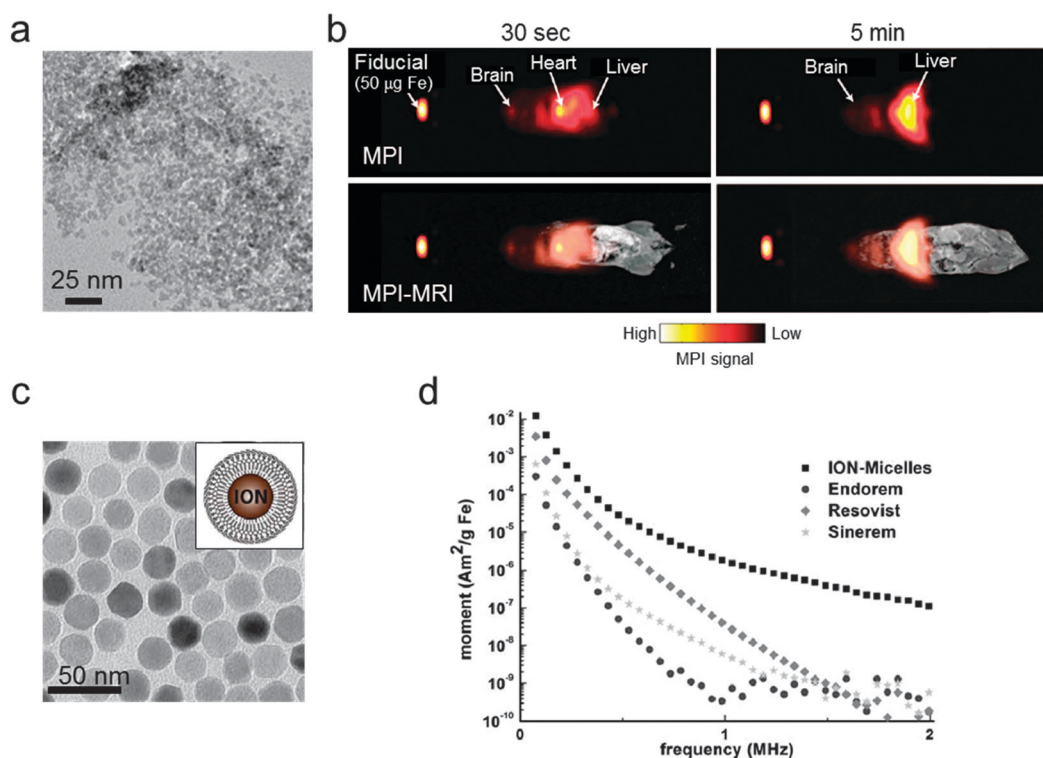 a
25 nm
b
30 sec
5 min
Fiducial
(50 µg Fe)
Brain
Heart
Liver
MPI
Brain
Liver
MPI-MRI
High
Low
MPI signal
c
ION
50 nm
d
moment (Am²/g Fe)
10⁻²
10⁻³
10⁻⁴
10⁻⁵
10⁻⁶
10⁻⁷
10⁻⁸
10⁻⁹
10⁻¹⁰
ION-Micelles
Endorem
Resovist
Sinerem
0
1
2
frequency (MHz)